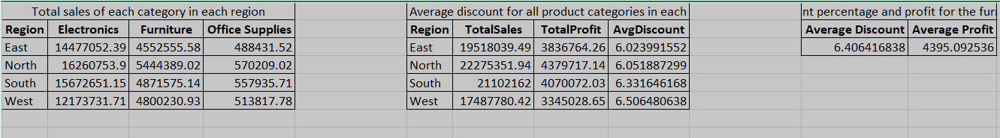 Total sales of each category in each region
Region Electronics Furniture Office Supplies
East 14477052.39 4552555.58 488431.52
North 16260753.9 5444389.02 570209.02
South 15672651.15 4871575.14 557935.71
West 12173731.71 4800230.93 513817.78
Average discount for all product categories in each
Region TotalSales TotalProfit AvgDiscount
East 19518039.49 3836764.26 6.023991552
North 22275351.94 4379717.14 6.051887299
South 21102162 4070072.03 6.331646168
West 17487780.42 3345028.65 6.506480638
nt percentage and profit for the fur
Average Discount Average Profit
6.406416838 4395.092536